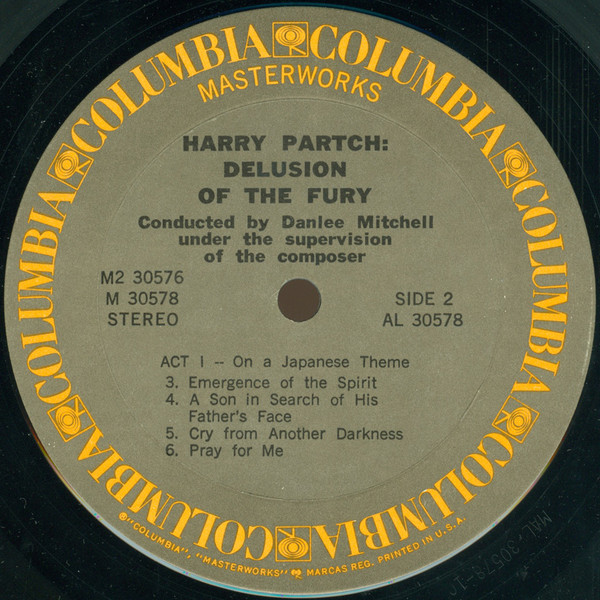 COLUMBIA COLUMBIA COLUMBIA COLUMBIA COLUMBIA COLUMBIA COLUMBIA
MASTERWORKS
HARRY PARTCH:
DELUSION
OF THE FURY
Conducted by Danlee Mitchell
under the supervision
of the composer
M2 30576
M 30578
STEREO
SIDE 2
AL 30578
ACT I -- On a Japanese Theme
3. Emergence of the Spirit
4. A Son in Search of His
Father's Face
5. Cry from Another Darkness
6. Pray for Me
®"COLUMBIA", "MASTERWORKS" MARCAS REG. PRINTED IN U.S.A.